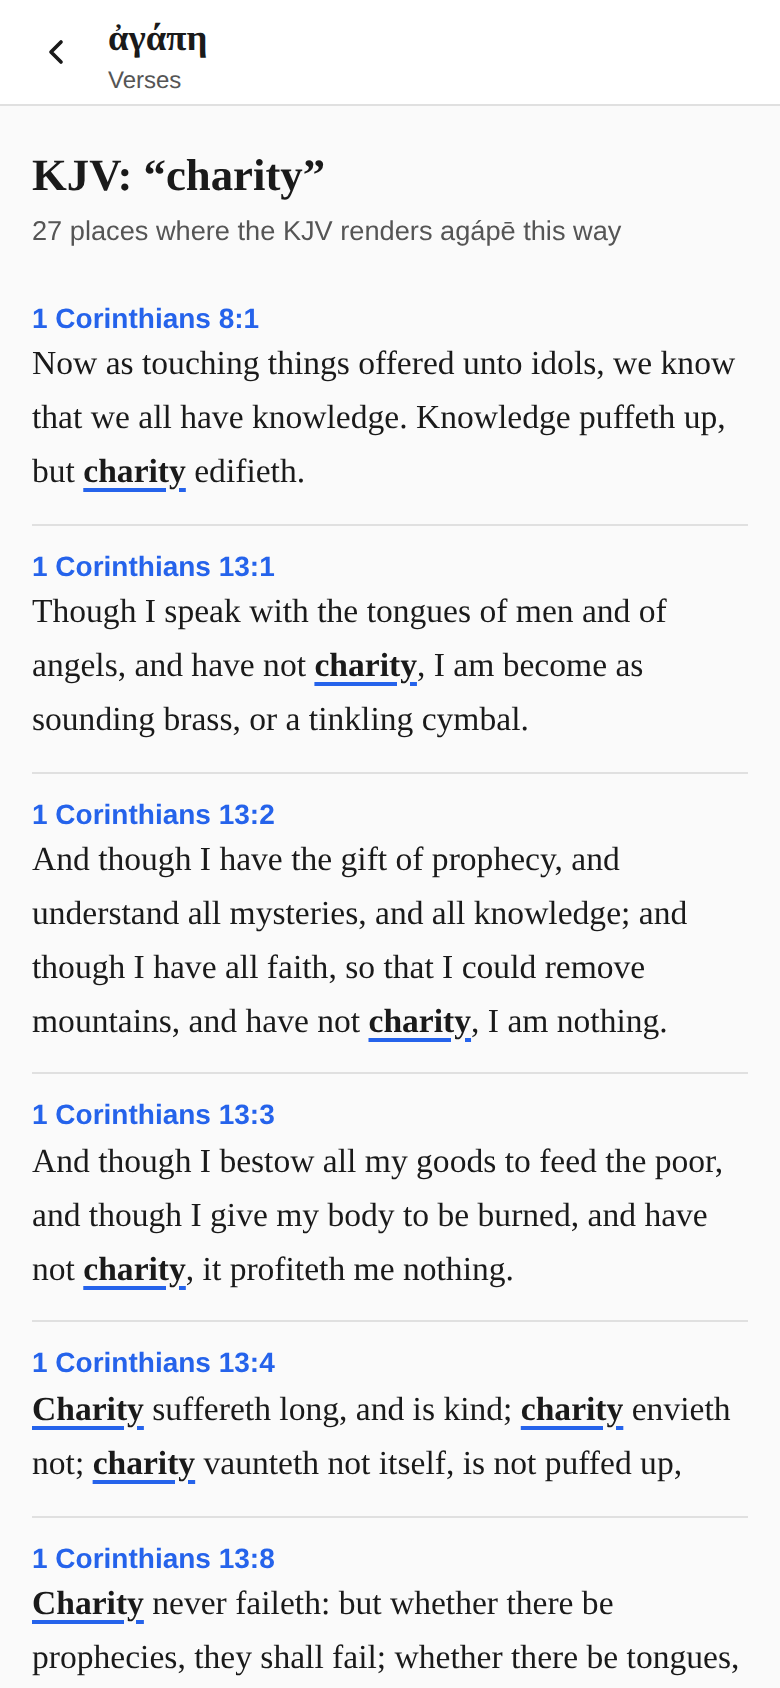 ἀγάπη
Verses
KJV: “charity”
27 places where the KJV renders agápē this way
1 Corinthians 8:1
Now as touching things offered unto idols, we know
that we all have knowledge. Knowledge puffeth up,
but charity edifieth.
1 Corinthians 13:1
Though I speak with the tongues of men and of
angels, and have not charity, I am become as
sounding brass, or a tinkling cymbal.
1 Corinthians 13:2
And though I have the gift of prophecy, and
understand all mysteries, and all knowledge; and
though I have all faith, so that I could remove
mountains, and have not charity, I am nothing.
1 Corinthians 13:3
And though I bestow all my goods to feed the poor,
and though I give my body to be burned, and have
not charity, it profiteth me nothing.
1 Corinthians 13:4
Charity suffereth long, and is kind; charity envieth
not; charity vaunteth not itself, is not puffed up,
1 Corinthians 13:8
Charity never faileth: but whether there be
prophecies, they shall fail; whether there be tongues,